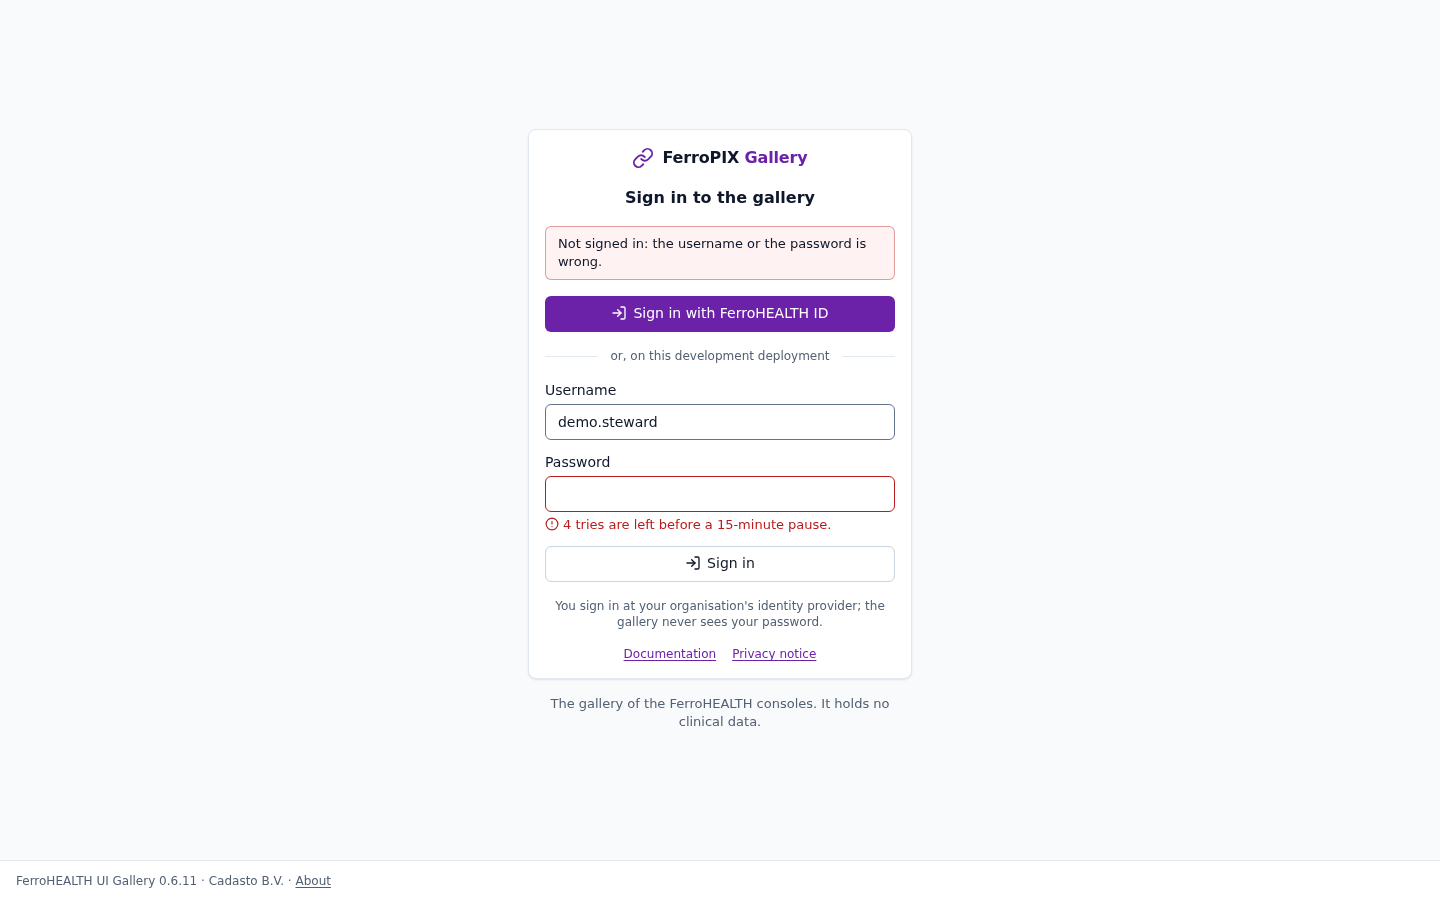 FerroPIX Gallery
Sign in to the gallery
Not signed in: the username or the password is
wrong.
Sign in with FerroHEALTH ID
or, on this development deployment
Username
demo.steward
Password
4 tries are left before a 15-minute pause.
Sign in
You sign in at your organisation's identity provider; the
gallery never sees your password.
Documentation Privacy notice
The gallery of the FerroHEALTH consoles. It holds no
clinical data.
FerroHEALTH UI Gallery 0.6.11 · Cadasto B.V. · About